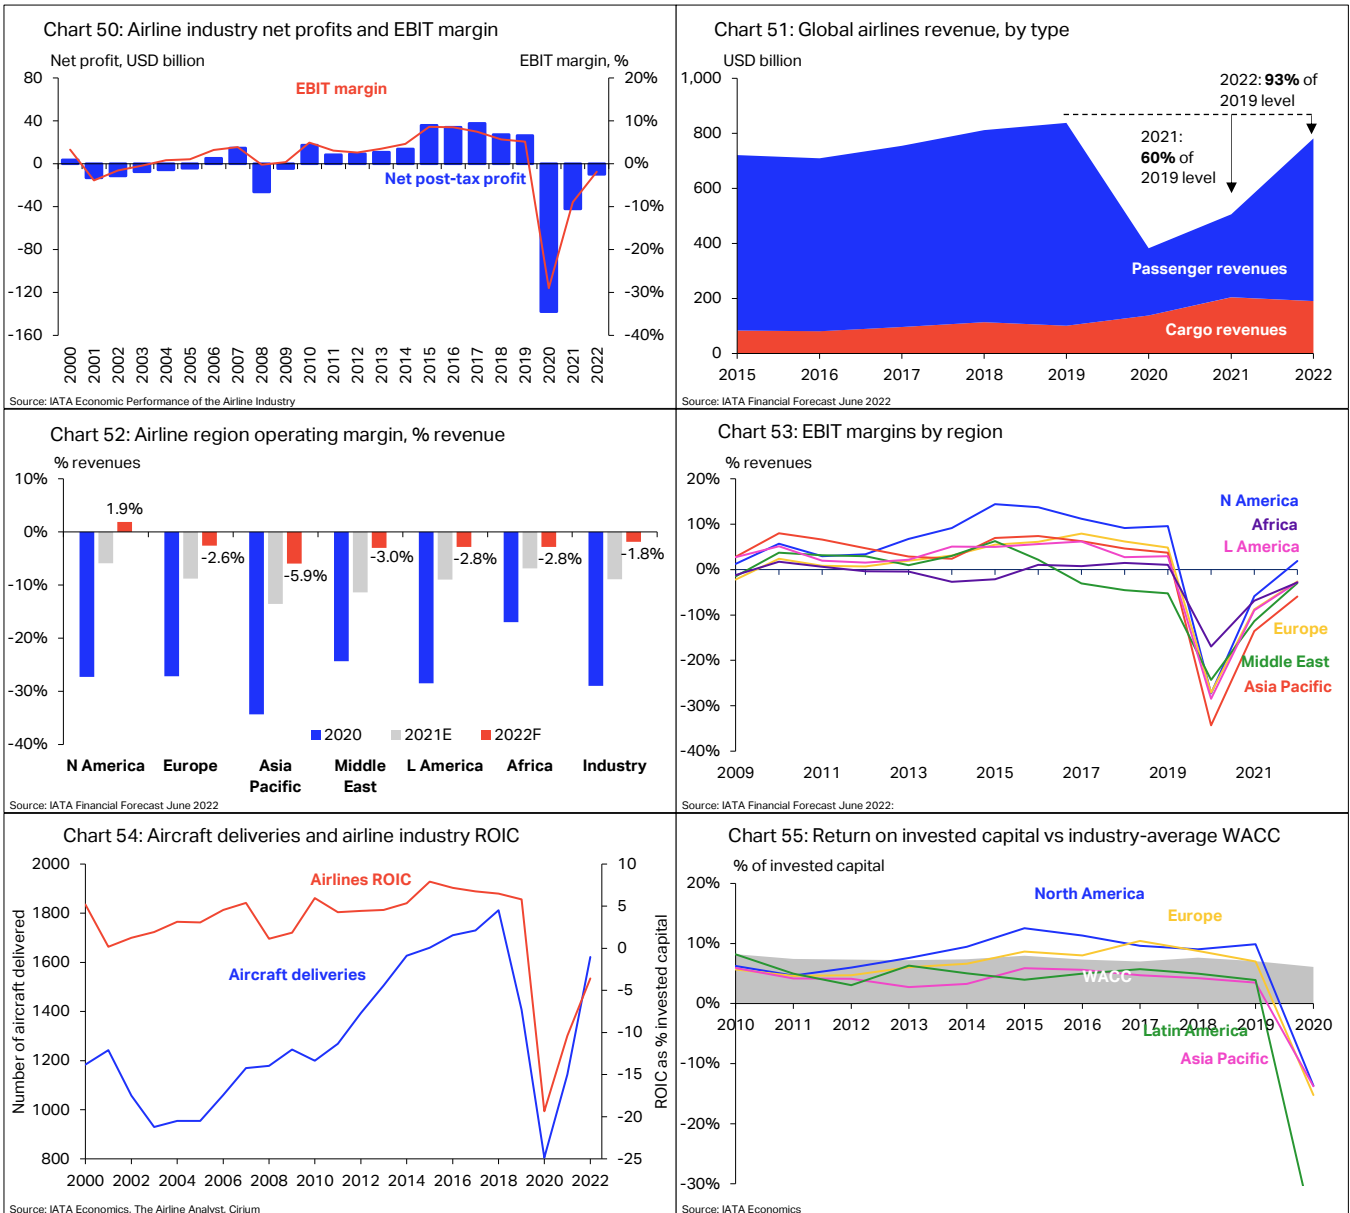 Chart 50: Airline industry net profits and EBIT margin
Net profit, USD billion
EBIT margin, %
80
40
0
-40
-80
-120
-160
20%
10%
0%
-10%
-20%
-30%
-40%
EBIT margin
Net post-tax profit
2000 2001 2002 2003 2004 2005 2006 2007 2008 2009 2010 2011 2012 2013 2014 2015 2016 2017 2018 2019 2020 2021 2022
Source: IATA Economic Performance of the Airline Industry
Chart 51: Global airlines revenue, by type
USD billion
1,000
800
600
400
200
0
2022: 93% of
2019 level
2021:
60% of
2019 level
Passenger revenues
Cargo revenues
2015 2016 2017 2018 2019 2020 2021 2022
Source: IATA Financial Forecast June 2022
Chart 52: Airline region operating margin, % revenue
% revenues
10%
0%
-10%
-20%
-30%
-40%
1.9%
-2.6%
-5.9%
-3.0%
-2.8%
-2.8%
-1.8%
2020 2021E 2022F
N America Europe Asia Pacific Middle East L America Africa Industry
Source: IATA Financial Forecast June 2022
Chart 53: EBIT margins by region
% revenues
20%
10%
0%
-10%
-20%
-30%
-40%
N America
Africa
L America
Europe
Middle East
Asia Pacific
2009 2011 2013 2015 2017 2019 2021
Source: IATA Financial Forecast June 2022:
Chart 54: Aircraft deliveries and airline industry ROIC
Number of aircraft delivered
2000
1800
1600
1400
1200
1000
800
10
5
0
-5
-10
-15
-20
-25
ROIC as % invested capital
Airlines ROIC
Aircraft deliveries
2000 2002 2004 2006 2008 2010 2012 2014 2016 2018 2020 2022
Source: IATA Economics, The Airline Analyst, Cirium
Chart 55: Return on invested capital vs industry-average WACC
% of invested capital
20%
10%
0%
-10%
-20%
-30%
North America
Europe
WACC
Latin America
Asia Pacific
2010 2011 2012 2013 2014 2015 2016 2017 2018 2019 2020
Source: IATA Economics